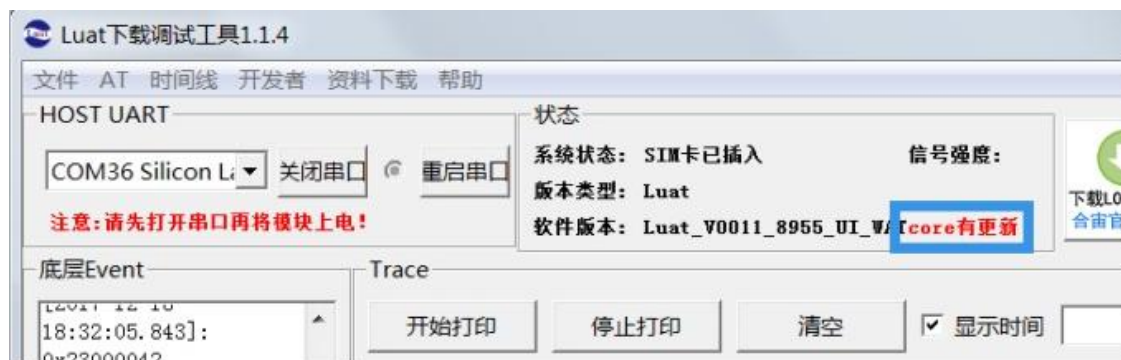 Luat下载调试工具1.1.4
文件 AT 时间线 开发者 资料下载 帮助
HOST UART
COM36 Silicon La
关闭串口
重启串口
注意:请先打开串口再将模块上电!
状态
系统状态: SIM卡已插入 信号强度:
版本类型: Luat
软件版本: Luat_V0011_8955_UI_WAT
core有更新
底层Event
18:32:05.843]:
Trace
开始打印
停止打印
清空
显示时间